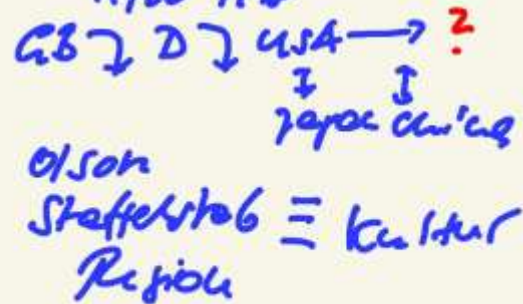 GB D USA → ?
Japan China
Olson
Staffelstab ≡ Kultur
Region